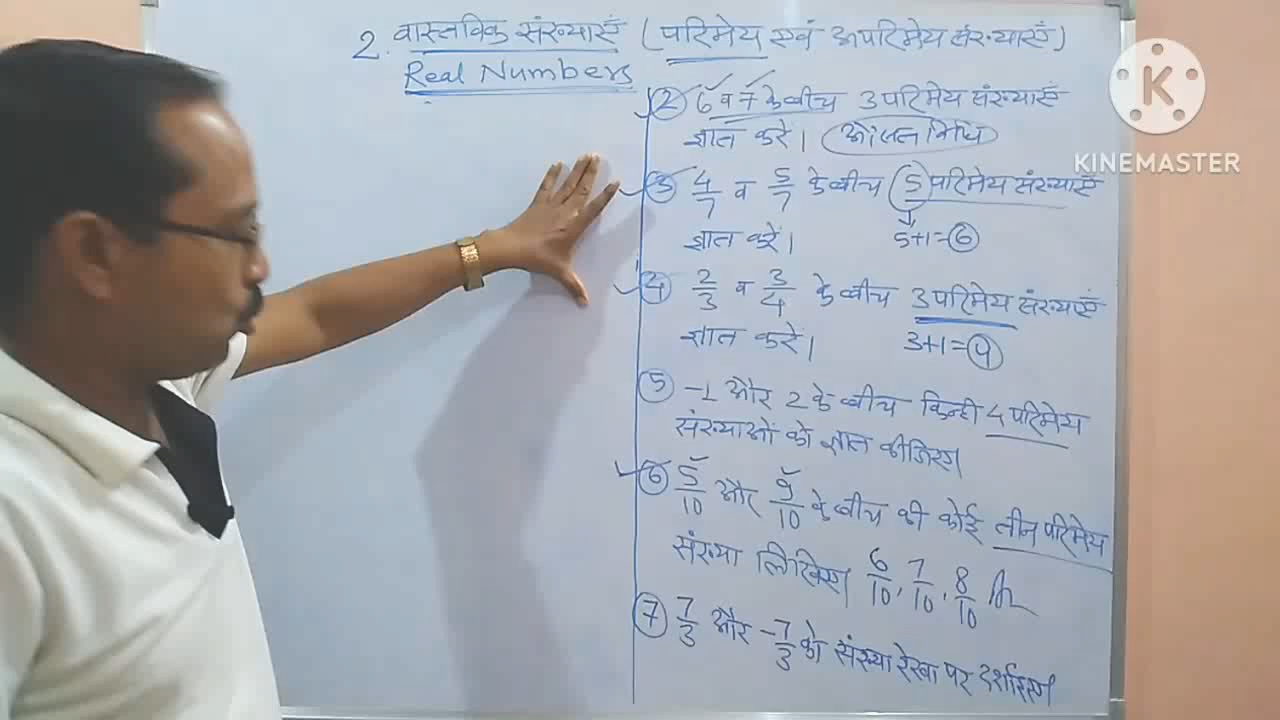 2. वास्तविक संख्याएँ (परिमेय एवं अपरिमेय संख्याएँ)
Real Numbers
② 6 व 7 के बीच 3 परिमेय संख्याएँ
ज्ञात करें। औसत विधि
③ 4/7 व 5/7 के बीच 5 परिमेय संख्याएँ
ज्ञात करें। 5+1=6
④ 2/3 व 3/4 के बीच 3 परिमेय संख्याएँ
ज्ञात करें। 3+1=4
⑤ -1 और 2 के बीच किन्ही 4 परिमेय
संख्याओं को ज्ञात कीजिए।
⑥ 5/10 और 9/10 के बीच की कोई तीन परिमेय
संख्या लिखिए। 6/10, 7/10, 8/10
⑦ 7/3 और -7/3 को संख्या रेखा पर दर्शाइए।
K
KINEMASTER